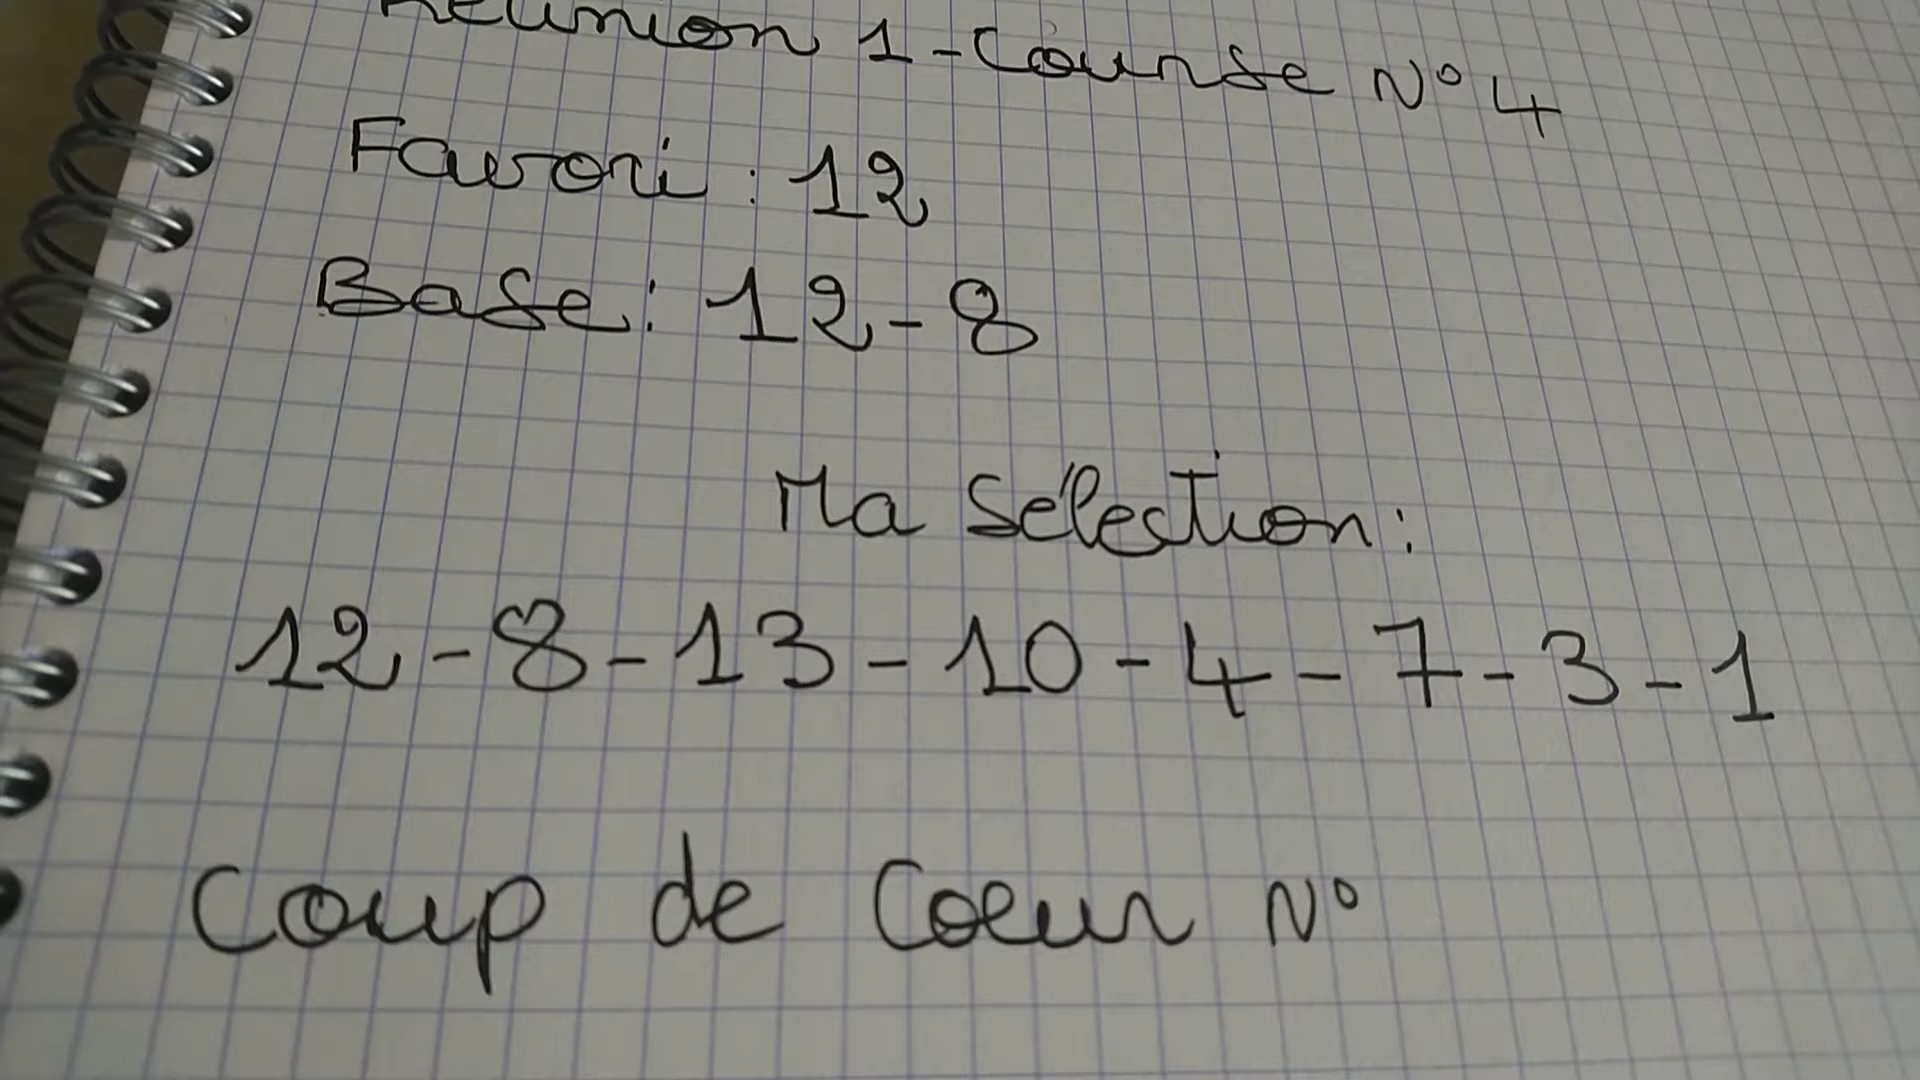 Réunion 1 - Course N° 4
Favori : 12
Base : 12 - 8
Ma Sélection :
12 - 8 - 13 - 10 - 4 - 7 - 3 - 1
Coup de Coeur N°